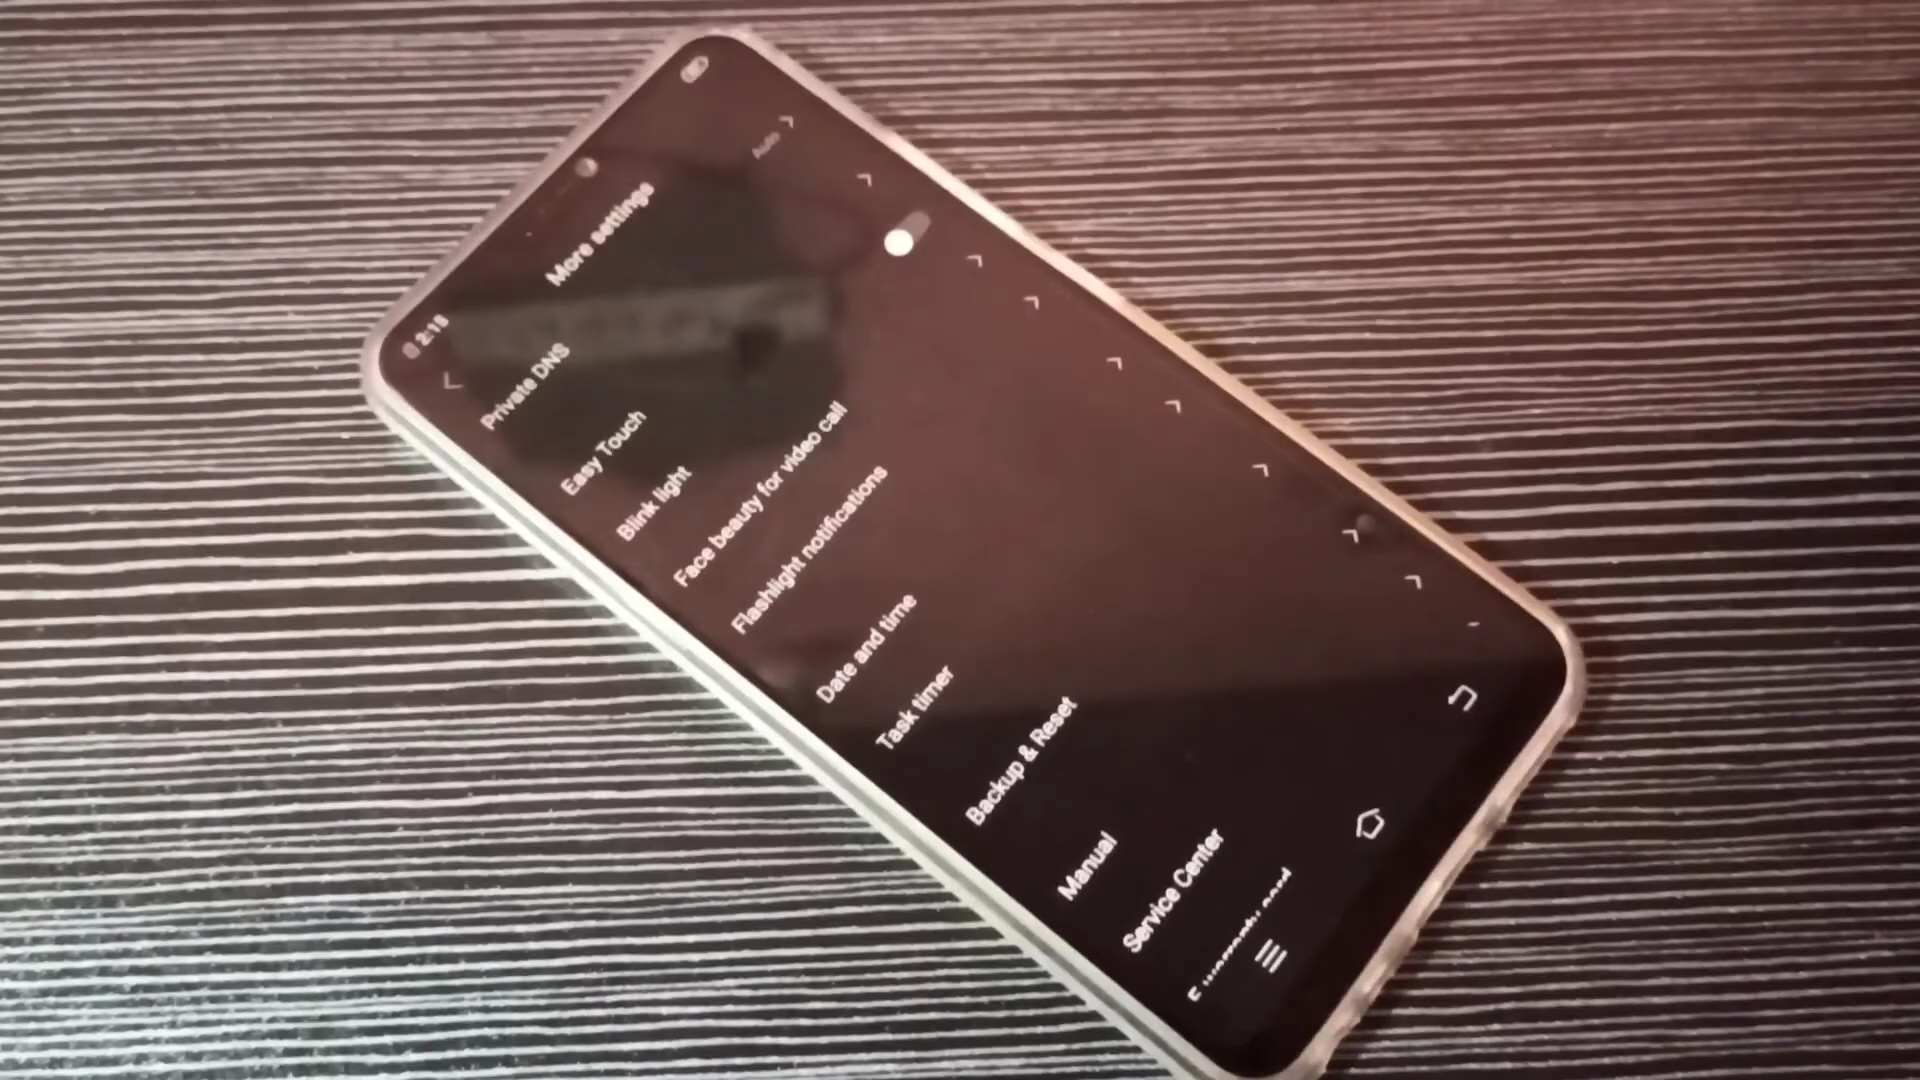 2:15
More settings
Private DNS
Auto
Easy Touch
Blink light
Face beauty for video call
Flashlight notifications
Date and time
Task timer
Backup & Reset
Manual
Service Center